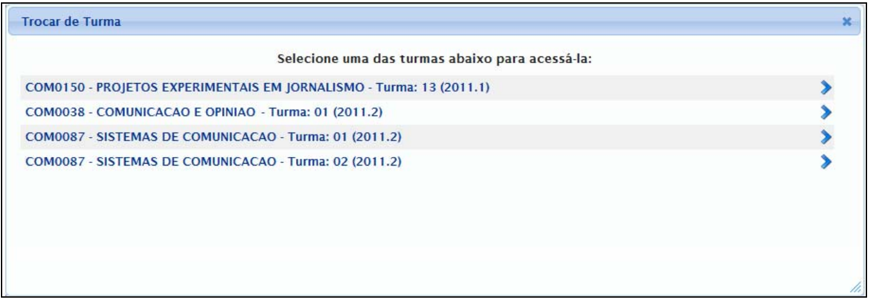 Trocar de Turma
Selecione uma das turmas abaixo para acessá-la:
COM0150 - PROJETOS EXPERIMENTAIS EM JORNALISMO - Turma: 13 (2011.1)
COM0038 - COMUNICACAO E OPINIAO - Turma: 01 (2011.2)
COM0087 - SISTEMAS DE COMUNICACAO - Turma: 01 (2011.2)
COM0087 - SISTEMAS DE COMUNICACAO - Turma: 02 (2011.2)